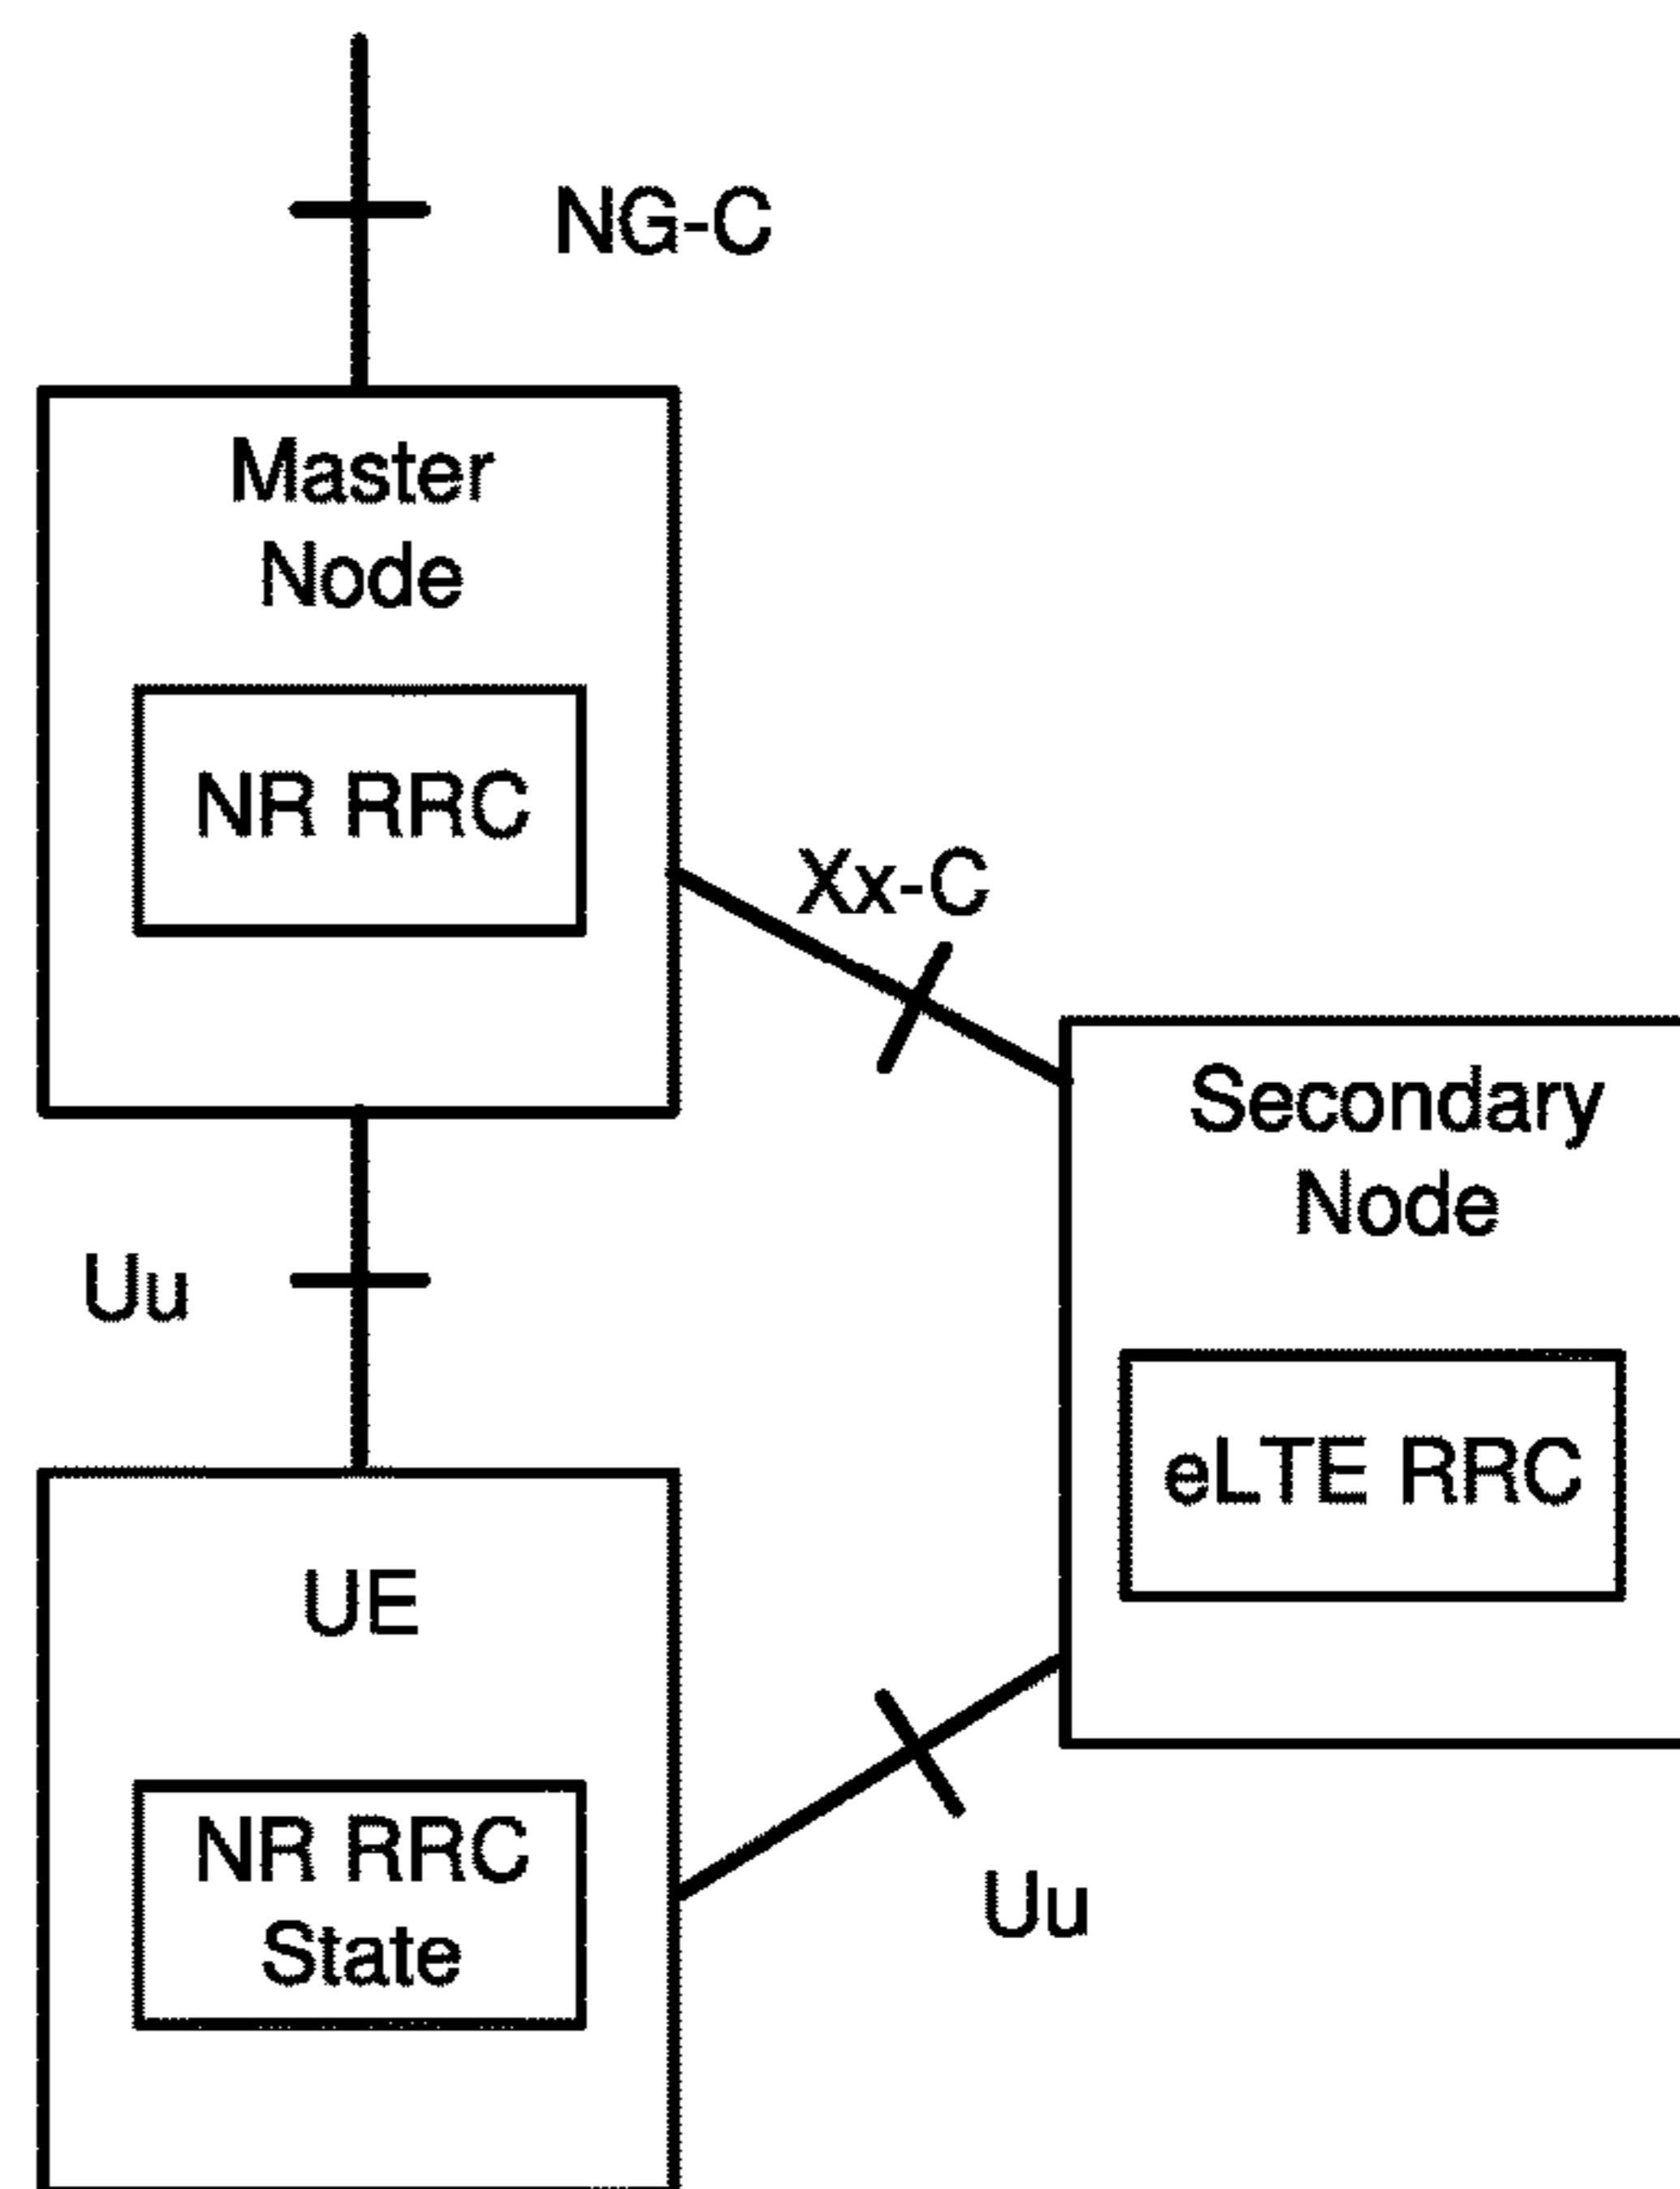 NG-C
Master
Node
NR RRC
Xx-C
Secondary
Node
Uu
eLTE RRC
UE
NR RRC
State
Uu